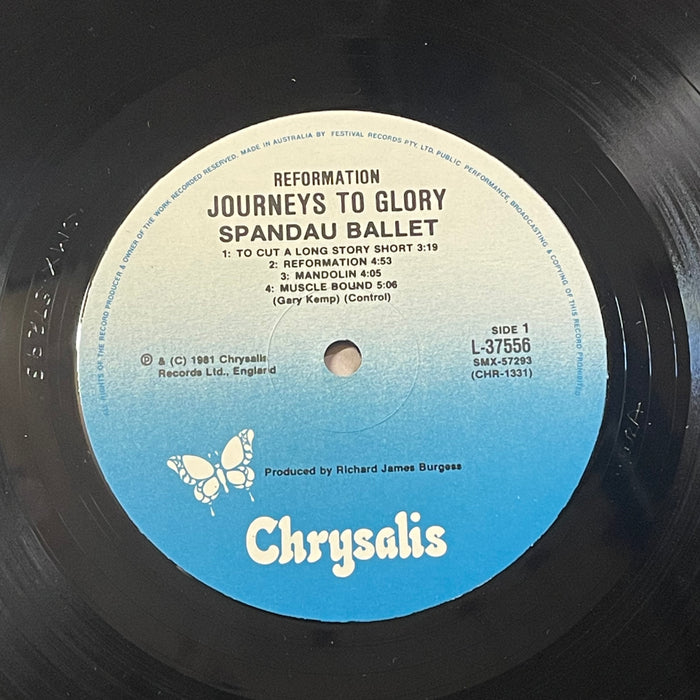 ALL RIGHTS OF THE RECORD PRODUCER & OWNER OF THE WORK RECORDED RESERVED. MADE IN AUSTRALIA BY FESTIVAL RECORDS PTY. LTD. PUBLIC PERFORMANCE, BROADCASTING & COPYING OF THIS RECORD PROHIBITED
REFORMATION
JOURNEYS TO GLORY
SPANDAU BALLET
1: TO CUT A LONG STORY SHORT 3:19
2: REFORMATION 4:53
3: MANDOLIN 4:05
4: MUSCLE BOUND 5:06
(Gary Kemp) (Control)
SIDE 1
L-37556
SMX-57293
(CHR-1331)
Ⓟ & (C) 1981 Chrysalis
Records Ltd., England
Produced by Richard James Burgess
Chrysalis